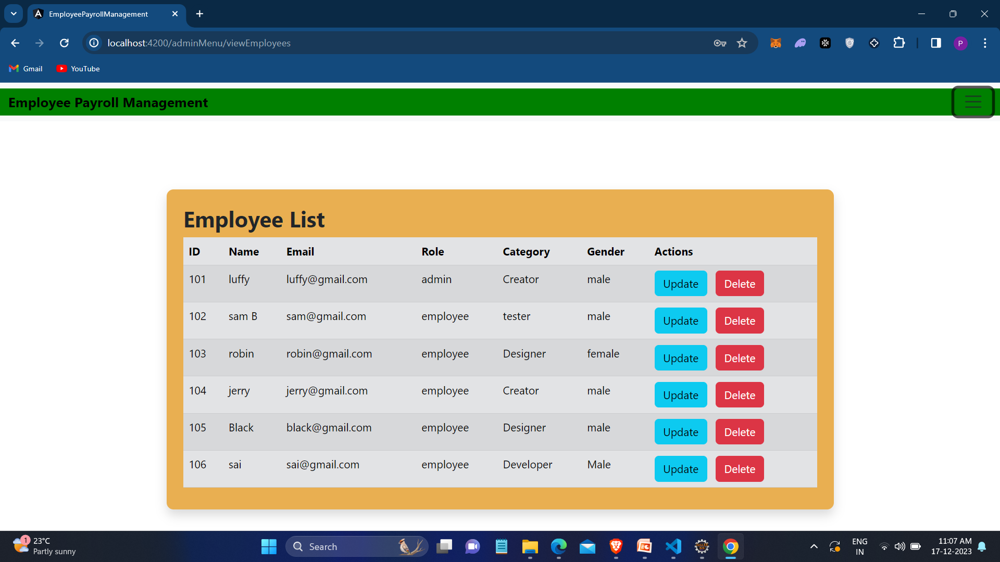 EmployeePayrollManagement
localhost:4200/adminMenu/viewEmployees
P
Gmail YouTube
Employee Payroll Management
Employee List
ID Name Email Role Category Gender Actions
101 luffy luffy@gmail.com admin Creator male Update Delete
102 sam B sam@gmail.com employee tester male Update Delete
103 robin robin@gmail.com employee Designer female Update Delete
104 jerry jerry@gmail.com employee Creator male Update Delete
105 Black black@gmail.com employee Designer male Update Delete
106 sai sai@gmail.com employee Developer Male Update Delete
1 23°C
Partly sunny
Search
ENG
IN
11:07 AM
17-12-2023